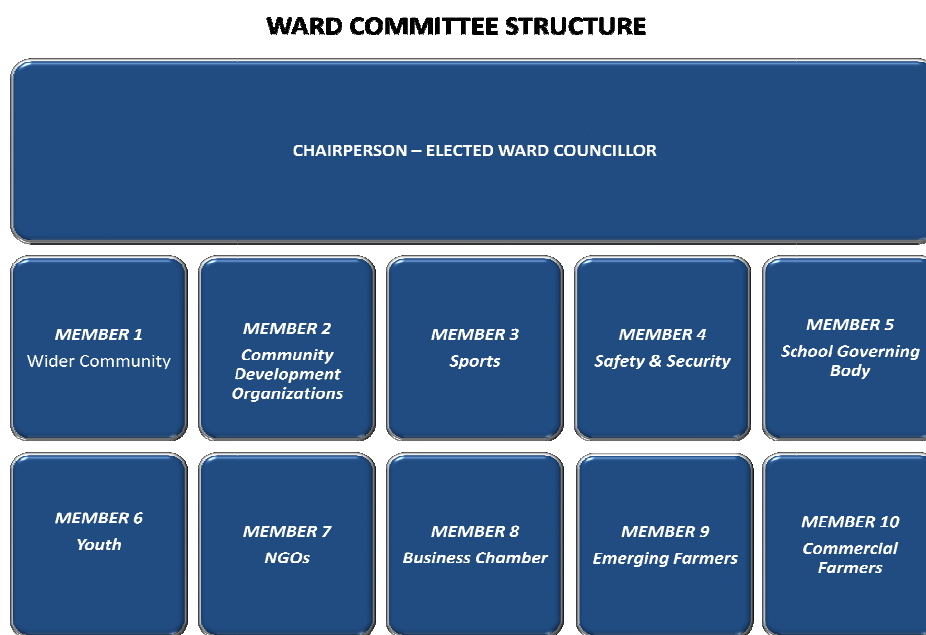 WARD COMMITTEE STRUCTURE
CHAIRPERSON – ELECTED WARD COUNCILLOR
MEMBER 1
Wider Community
MEMBER 2
Community
Development
Organizations
MEMBER 3
Sports
MEMBER 4
Safety & Security
MEMBER 5
School Governing
Body
MEMBER 6
Youth
MEMBER 7
NGOs
MEMBER 8
Business Chamber
MEMBER 9
Emerging Farmers
MEMBER 10
Commercial
Farmers